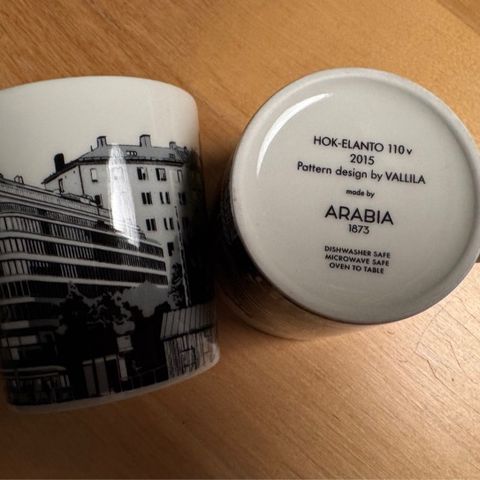 HOK-ELANTO 110 v
2015
Pattern design by VALLILA
made by
ARABIA
1873
DISHWASHER SAFE
MICROWAVE SAFE
OVEN TO TABLE